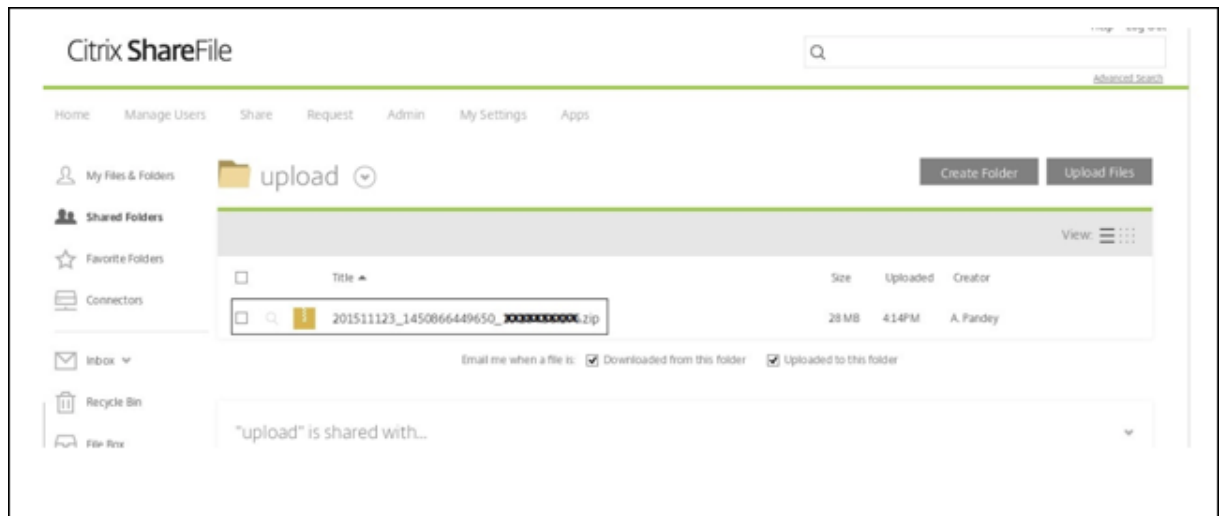 Help Log Out
Citrix ShareFile
Advanced Search
Home Manage Users Share Request Admin My Settings Apps
My Files & Folders
upload
Create Folder Upload Files
Shared Folders
View:
Favorite Folders
Title Size Uploaded Creator
Connectors
201511123_1450866449650_ .zip 28 MB 4:14PM A. Pandey
Inbox
Email me when a file is: Downloaded from this folder Uploaded to this folder
Recycle Bin
"upload" is shared with...
File Box